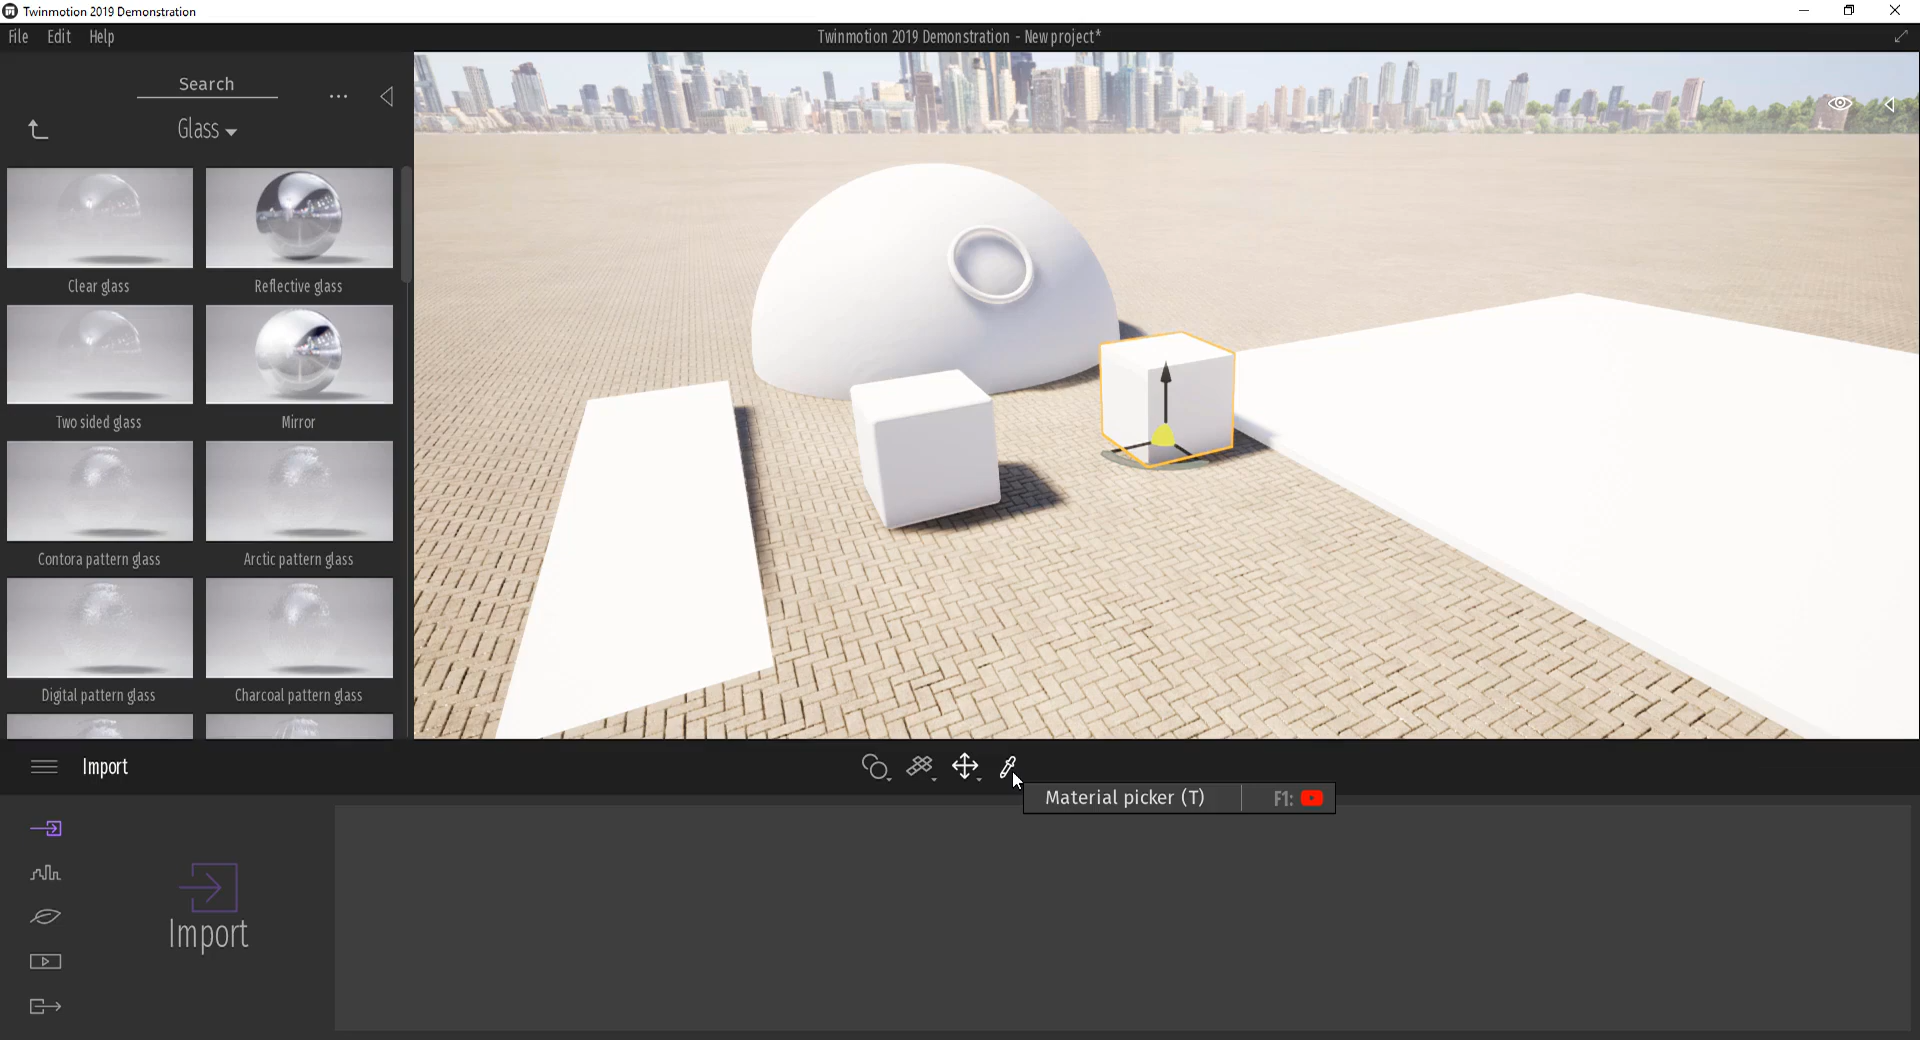 Twinmotion 2019 Demonstration
File Edit Help
Twinmotion 2019 Demonstration - New project*
Search
...
Glass
Clear glass
Reflective glass
Two sided glass
Mirror
Contora pattern glass
Arctic pattern glass
Digital pattern glass
Charcoal pattern glass
Import
Material picker (T)
F1:
Import